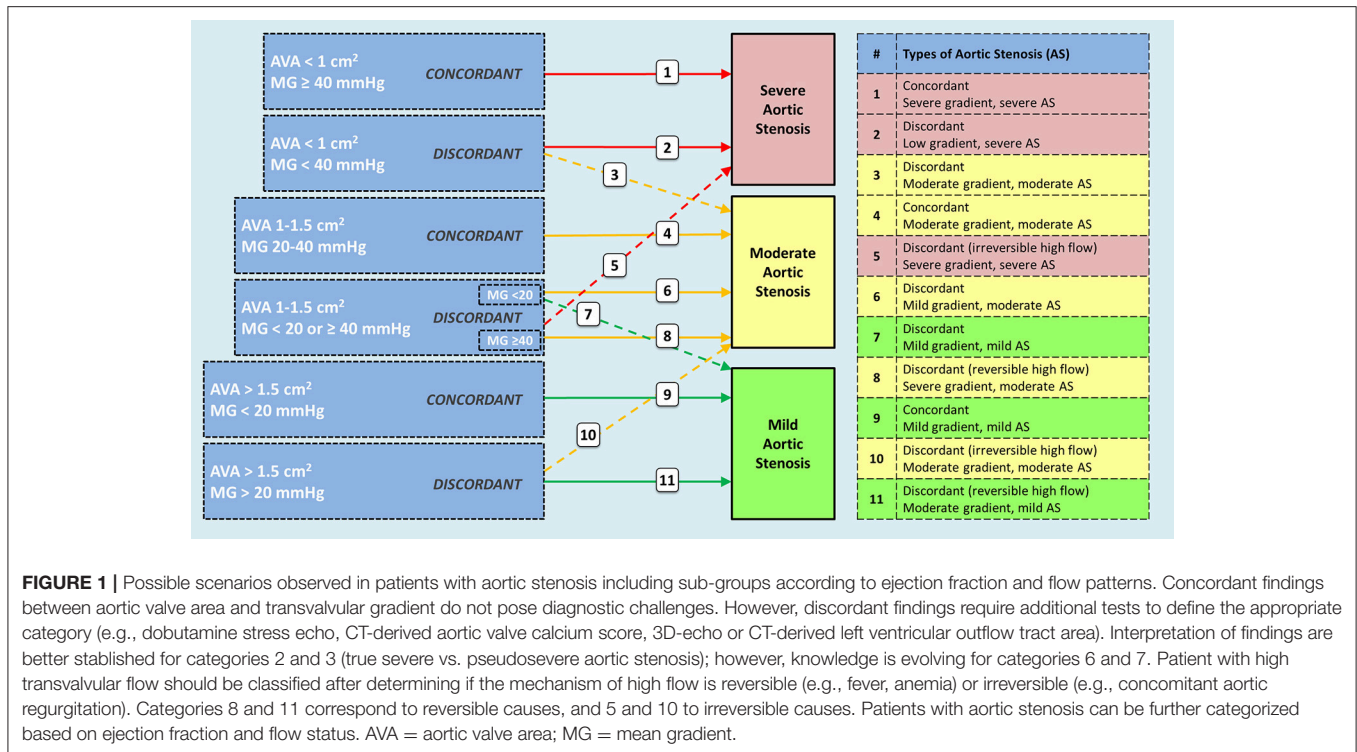 AVA < 1 cm²
MG ≥ 40 mmHg
CONCORDANT
AVA < 1 cm²
MG < 40 mmHg
DISCORDANT
AVA 1-1.5 cm²
MG 20-40 mmHg
CONCORDANT
AVA 1-1.5 cm²
MG < 20 or ≥ 40 mmHg
MG <20
DISCORDANT
MG ≥40
AVA > 1.5 cm²
MG < 20 mmHg
CONCORDANT
AVA > 1.5 cm²
MG > 20 mmHg
DISCORDANT
1
2
3
4
5
6
7
8
9
10
11
Severe
Aortic
Stenosis
Moderate
Aortic
Stenosis
Mild
Aortic
Stenosis
# Types of Aortic Stenosis (AS)
1 Concordant
Severe gradient, severe AS
2 Discordant
Low gradient, severe AS
3 Discordant
Moderate gradient, moderate AS
4 Concordant
Moderate gradient, moderate AS
5 Discordant (irreversible high flow)
Severe gradient, severe AS
6 Discordant
Mild gradient, moderate AS
7 Discordant
Mild gradient, mild AS
8 Discordant (reversible high flow)
Severe gradient, moderate AS
9 Concordant
Mild gradient, mild AS
10 Discordant (irreversible high flow)
Moderate gradient, moderate AS
11 Discordant (reversible high flow)
Moderate gradient, mild AS
FIGURE 1 | Possible scenarios observed in patients with aortic stenosis including sub-groups according to ejection fraction and flow patterns. Concordant findings
between aortic valve area and transvalvular gradient do not pose diagnostic challenges. However, discordant findings require additional tests to define the appropriate
category (e.g., dobutamine stress echo, CT-derived aortic valve calcium score, 3D-echo or CT-derived left ventricular outflow tract area). Interpretation of findings are
better stablished for categories 2 and 3 (true severe vs. pseudosevere aortic stenosis); however, knowledge is evolving for categories 6 and 7. Patient with high
transvalvular flow should be classified after determining if the mechanism of high flow is reversible (e.g., fever, anemia) or irreversible (e.g., concomitant aortic
regurgitation). Categories 8 and 11 correspond to reversible causes, and 5 and 10 to irreversible causes. Patients with aortic stenosis can be further categorized
based on ejection fraction and flow status. AVA = aortic valve area; MG = mean gradient.